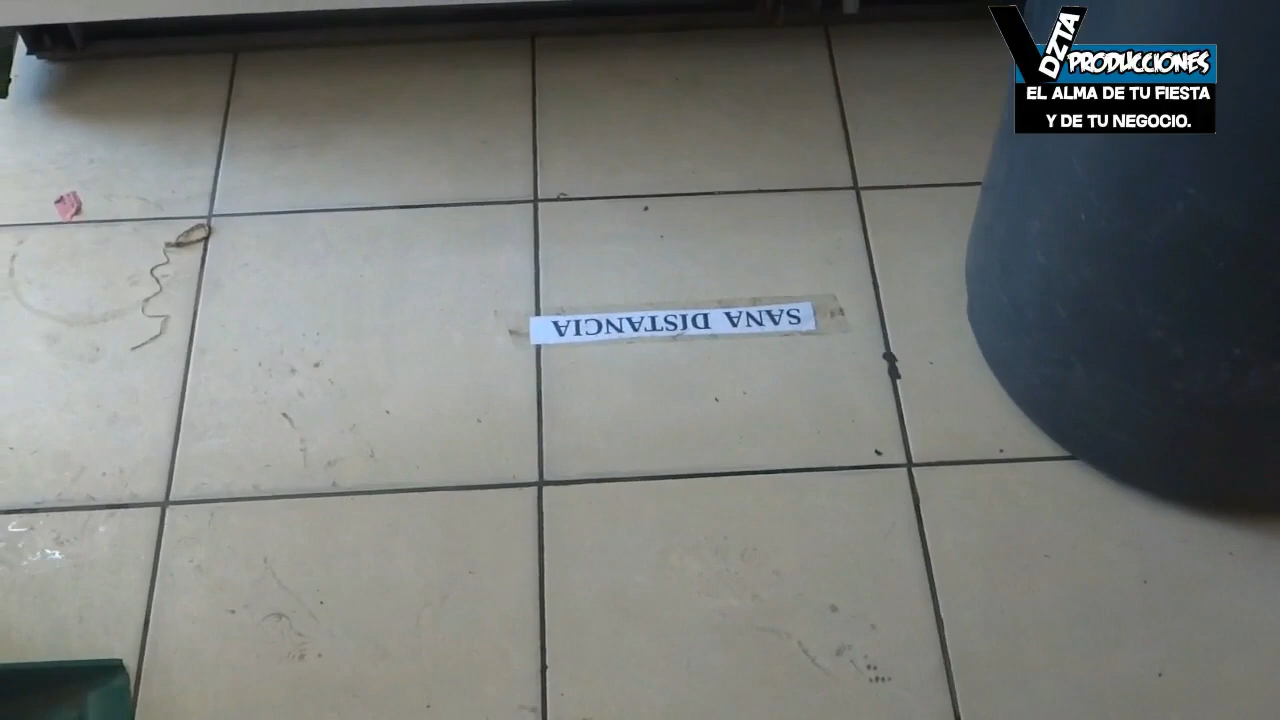 VDZTA PRODUCCIONES
EL ALMA DE TU FIESTA
Y DE TU NEGOCIO.
SANA DISTANCIA